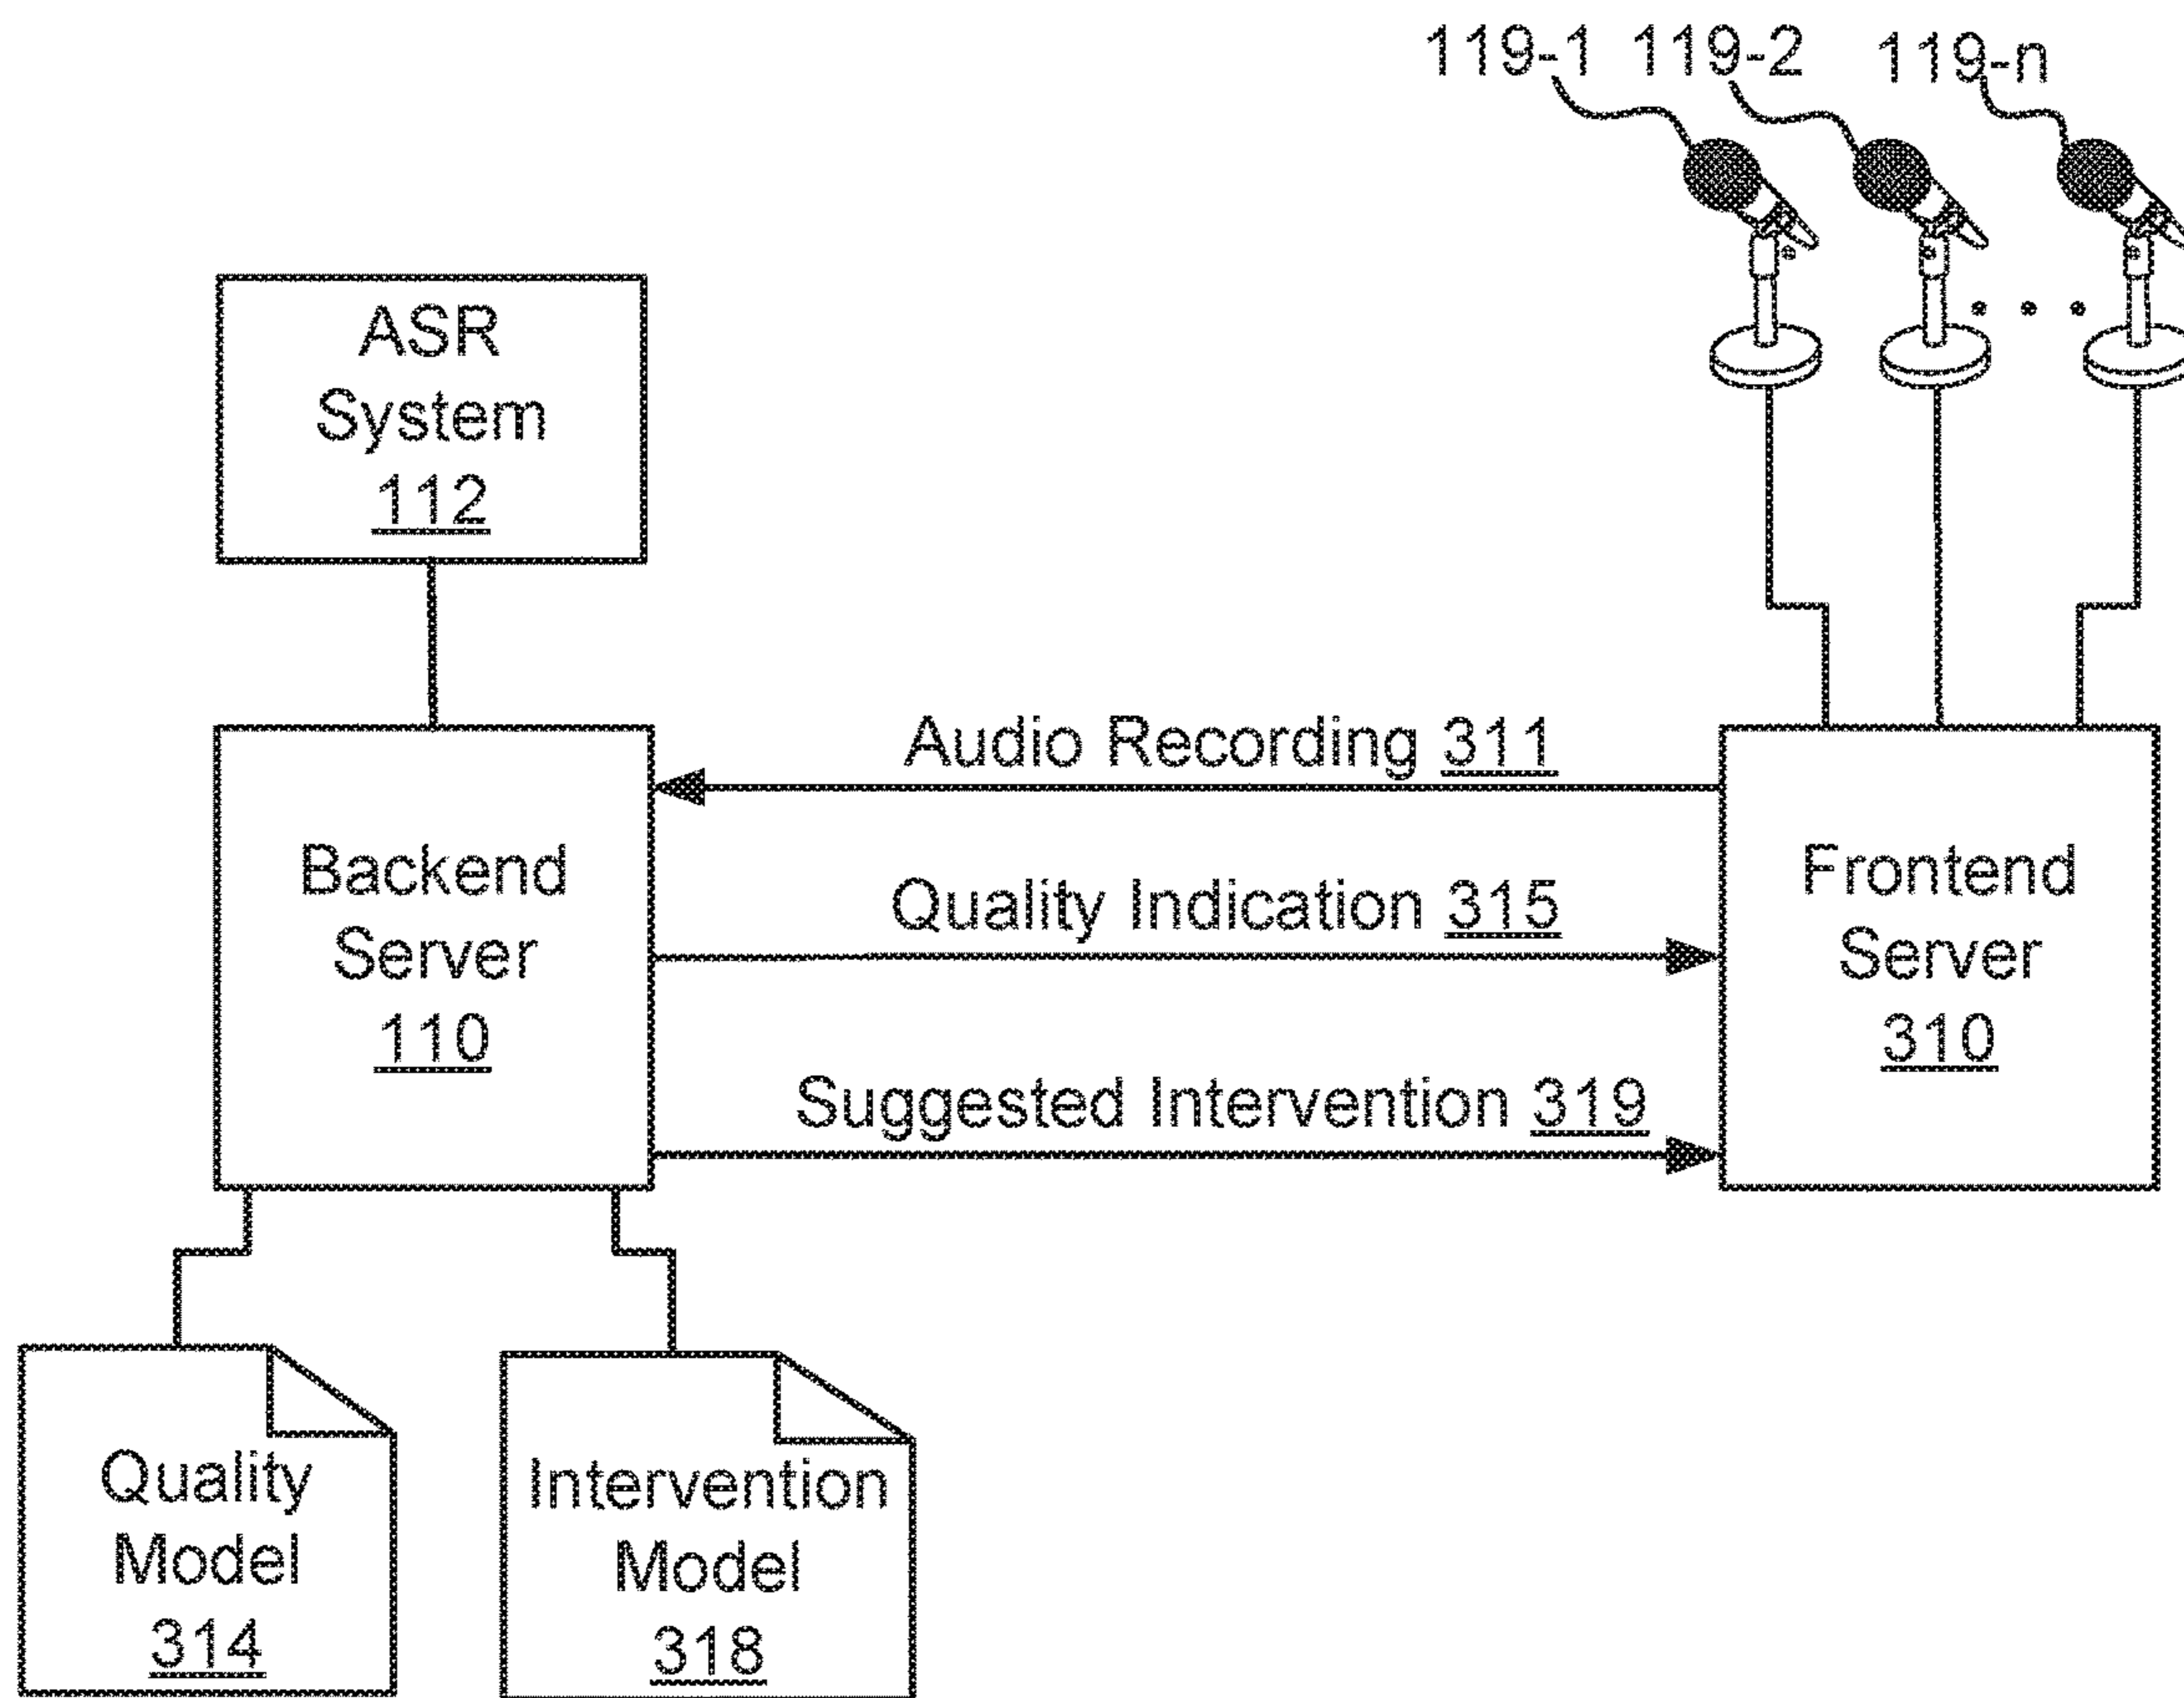 119-1 119-2 119-n
ASR
System
112
Audio Recording 311
Backend
Server
110
Quality Indication 315
Frontend
Server
310
Suggested Intervention 319
Quality
Model
314
Intervention
Model
318